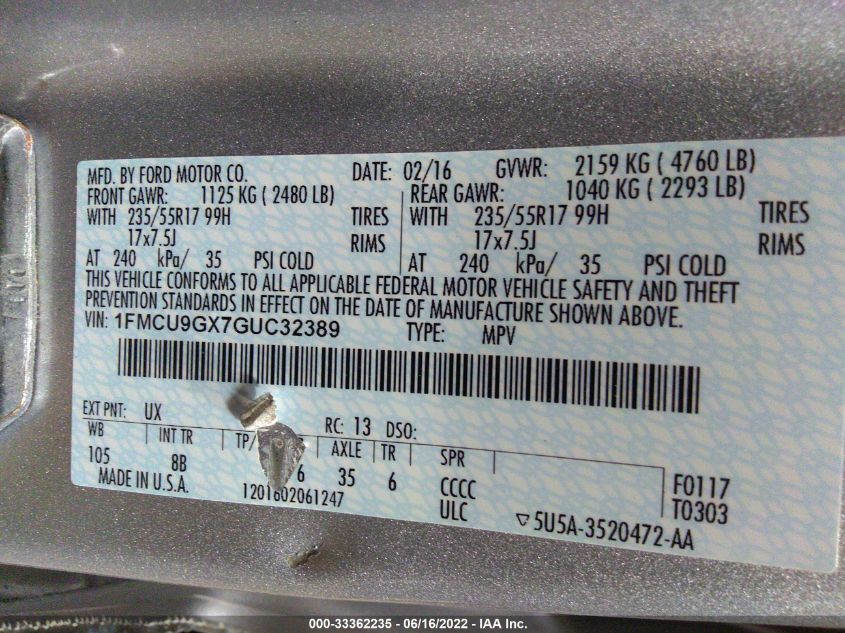 MFD. BY FORD MOTOR CO. DATE: 02/16 GVWR: 2159 KG ( 4760 LB)
FRONT GAWR: 1125 KG ( 2480 LB) REAR GAWR: 1040 KG ( 2293 LB)
WITH 235/55R17 99H TIRES WITH 235/55R17 99H TIRES
17x7.5J RIMS 17x7.5J RIMS
AT 240 kPa/ 35 PSI COLD AT 240 kPa/ 35 PSI COLD
THIS VEHICLE CONFORMS TO ALL APPLICABLE FEDERAL MOTOR VEHICLE SAFETY AND THEFT
PREVENTION STANDARDS IN EFFECT ON THE DATE OF MANUFACTURE SHOWN ABOVE.
VIN: 1FMCU9GX7GUC32389 TYPE: MPV
EXT PNT: UX RC: 13 DSO:
WB INT TR TP/ AXLE TR SPR
105 8B 6 35 6 CCCC F0117
MADE IN U.S.A. 1201602061247 ULC T0303
5U5A-3520472-AA
000-33362235 - 06/16/2022 - IAA Inc.